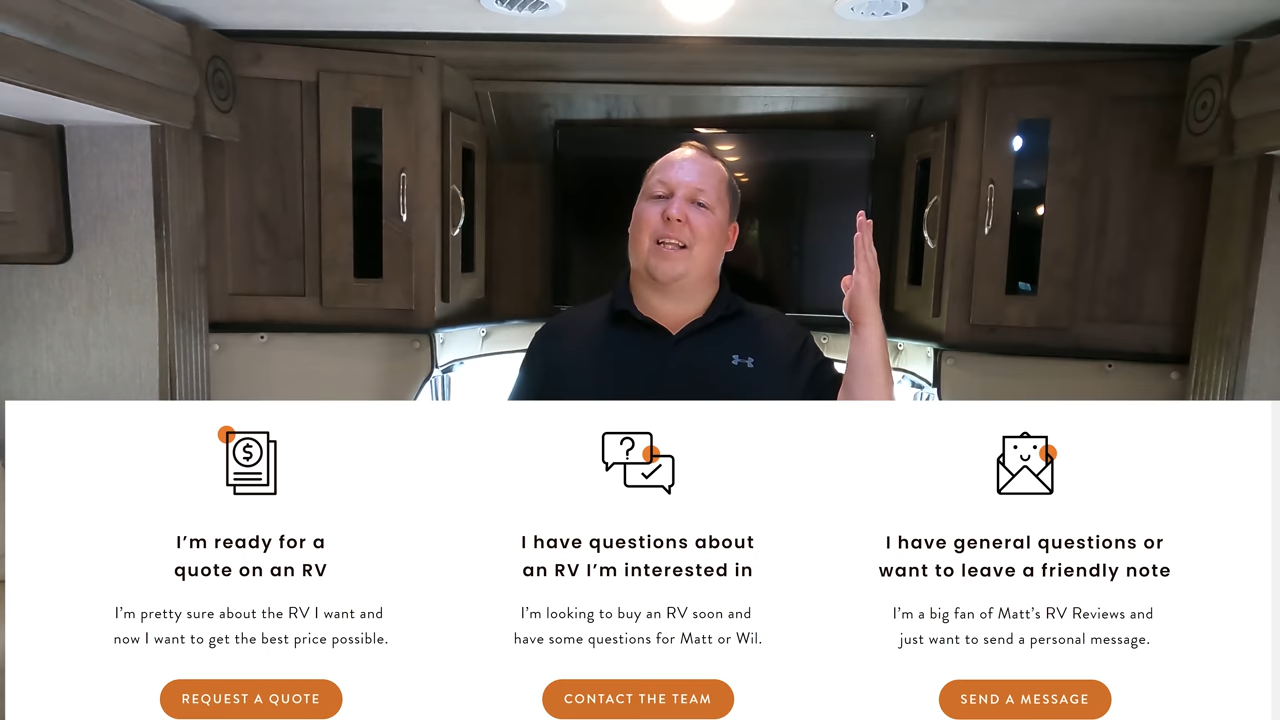 I'm ready for a
quote on an RV
I'm pretty sure about the RV I want and
now I want to get the best price possible.
REQUEST A QUOTE
I have questions about
an RV I'm interested in
I'm looking to buy an RV soon and
have some questions for Matt or Wil.
CONTACT THE TEAM
I have general questions or
want to leave a friendly note
I'm a big fan of Matt's RV Reviews and
just want to send a personal message.
SEND A MESSAGE